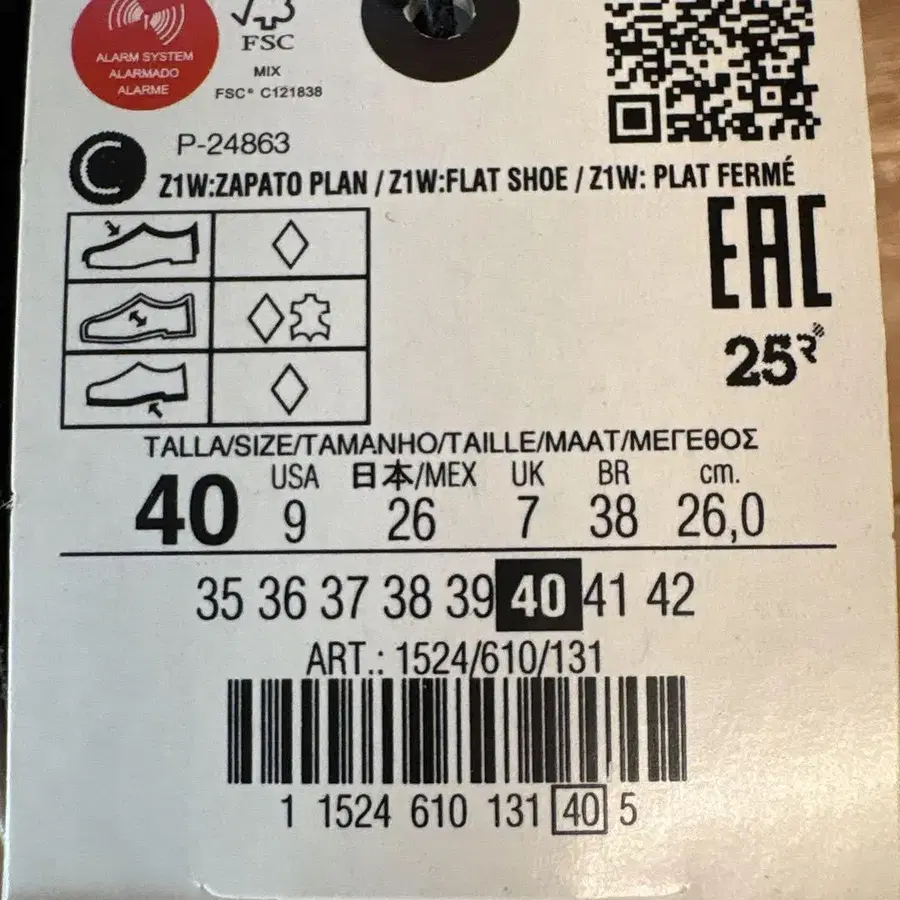 ALARM SYSTEM
ALARMADO
ALARME
FSC
MIX
FSC® C121838
P-24863
C
Z1W:ZAPATO PLAN / Z1W:FLAT SHOE / Z1W: PLAT FERMÉ
EAC
25R
TALLA/SIZE/TAMANHO/TAILLE/MAAT/ΜΕΓΕΘΟΣ
USA 日本/MEX UK BR cm.
40 9 26 7 38 26,0
35 36 37 38 39 40 41 42
ART.: 1524/610/131
1 1524 610 131 40 5